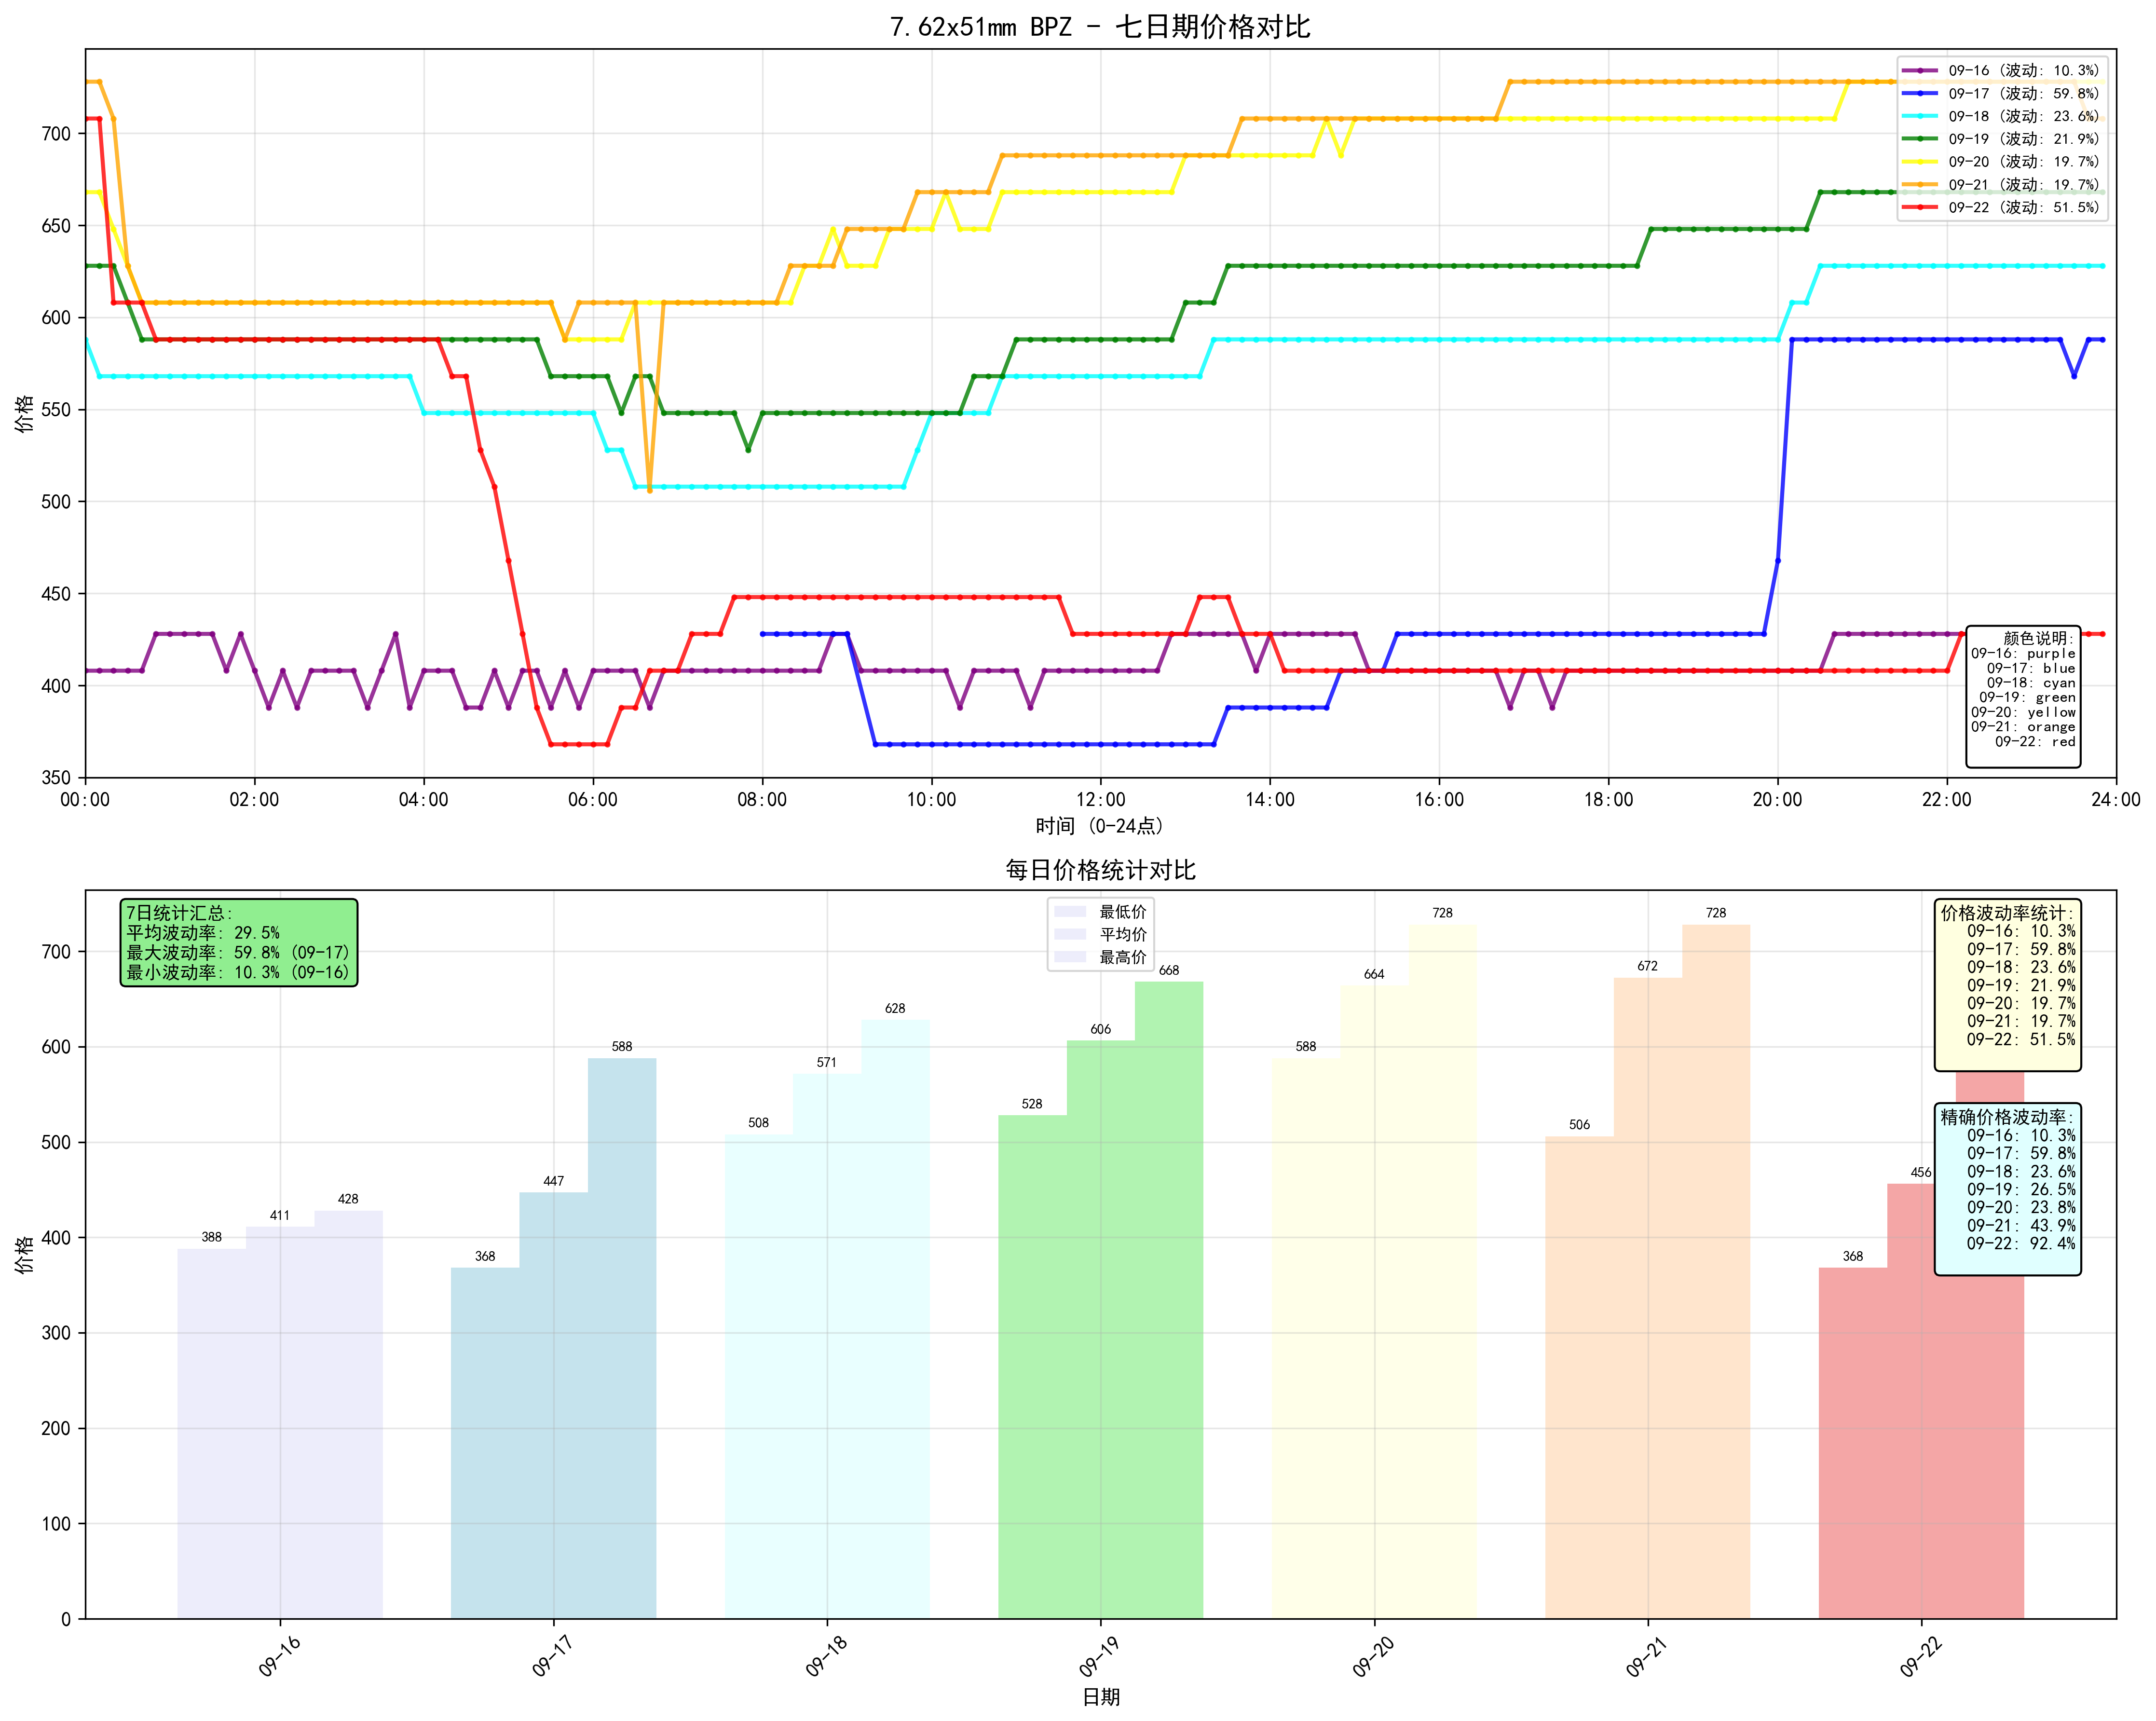 7.62x51mm BPZ - 七日期价格对比
价格
700
650
600
550
500
450
400
350
09-16 (波动: 10.3%)
09-17 (波动: 59.8%)
09-18 (波动: 23.6%)
09-19 (波动: 21.9%)
09-20 (波动: 19.7%)
09-21 (波动: 19.7%)
09-22 (波动: 51.5%)
颜色说明:
09-16: purple
09-17: blue
09-18: cyan
09-19: green
09-20: yellow
09-21: orange
09-22: red
00:00 02:00 04:00 06:00 08:00 10:00 12:00 14:00 16:00 18:00 20:00 22:00 24:00
时间 (0-24点)
每日价格统计对比
价格
700
600
500
400
300
200
100
0
7日统计汇总:
平均波动率: 29.5%
最大波动率: 59.8% (09-17)
最小波动率: 10.3% (09-16)
最低价
平均价
最高价
价格波动率统计:
09-16: 10.3%
09-17: 59.8%
09-18: 23.6%
09-19: 21.9%
09-20: 19.7%
09-21: 19.7%
09-22: 51.5%
精确价格波动率:
09-16: 10.3%
09-17: 59.8%
09-18: 23.6%
09-19: 26.5%
09-20: 23.8%
09-21: 43.9%
09-22: 92.4%
388 411 428
368 447 588
508 571 628
528 606 668
588 664 728
506 672 728
368 456
09-16 09-17 09-18 09-19 09-20 09-21 09-22
日期